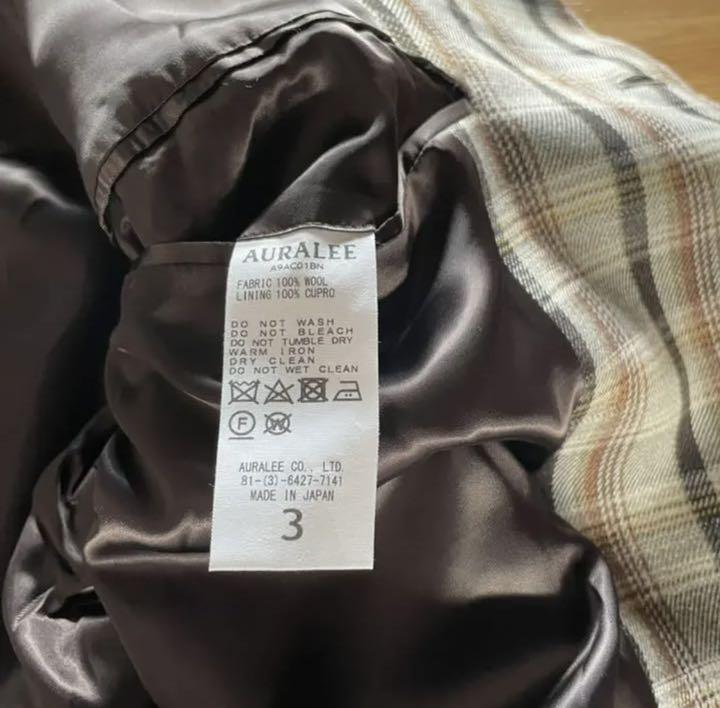 AURALEE
A9AC01BN
FABRIC 100% WOOL
LINING 100% CUPRO
DO NOT WASH
DO NOT BLEACH
DO NOT TUMBLE DRY
WARM IRON
DRY CLEAN
DO NOT WET CLEAN
F W
AURALEE CO., LTD.
81-(3)-6427-7141
MADE IN JAPAN
3